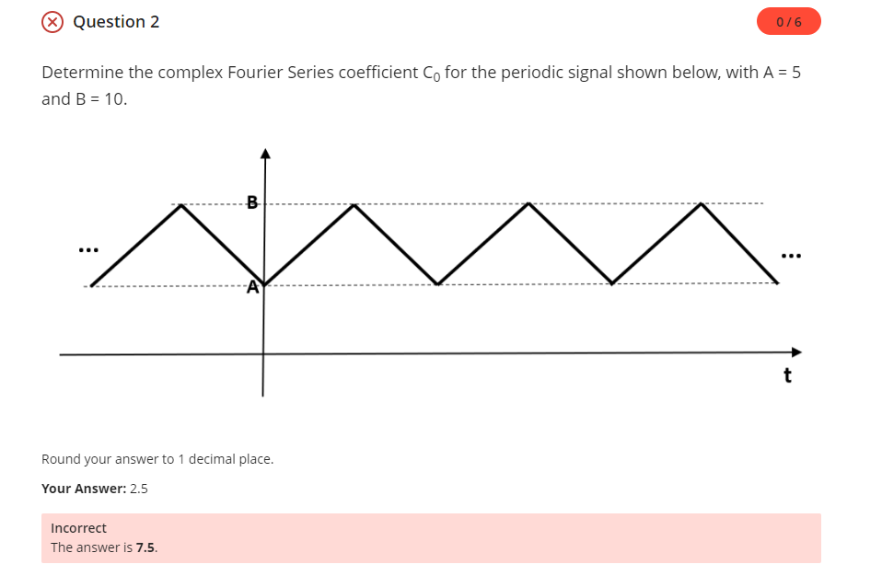 Question 2
0/6
Determine the complex Fourier Series coefficient C₀ for the periodic signal shown below, with A = 5
and B = 10.
B
...
...
A
t
Round your answer to 1 decimal place.
Your Answer: 2.5
Incorrect
The answer is 7.5.